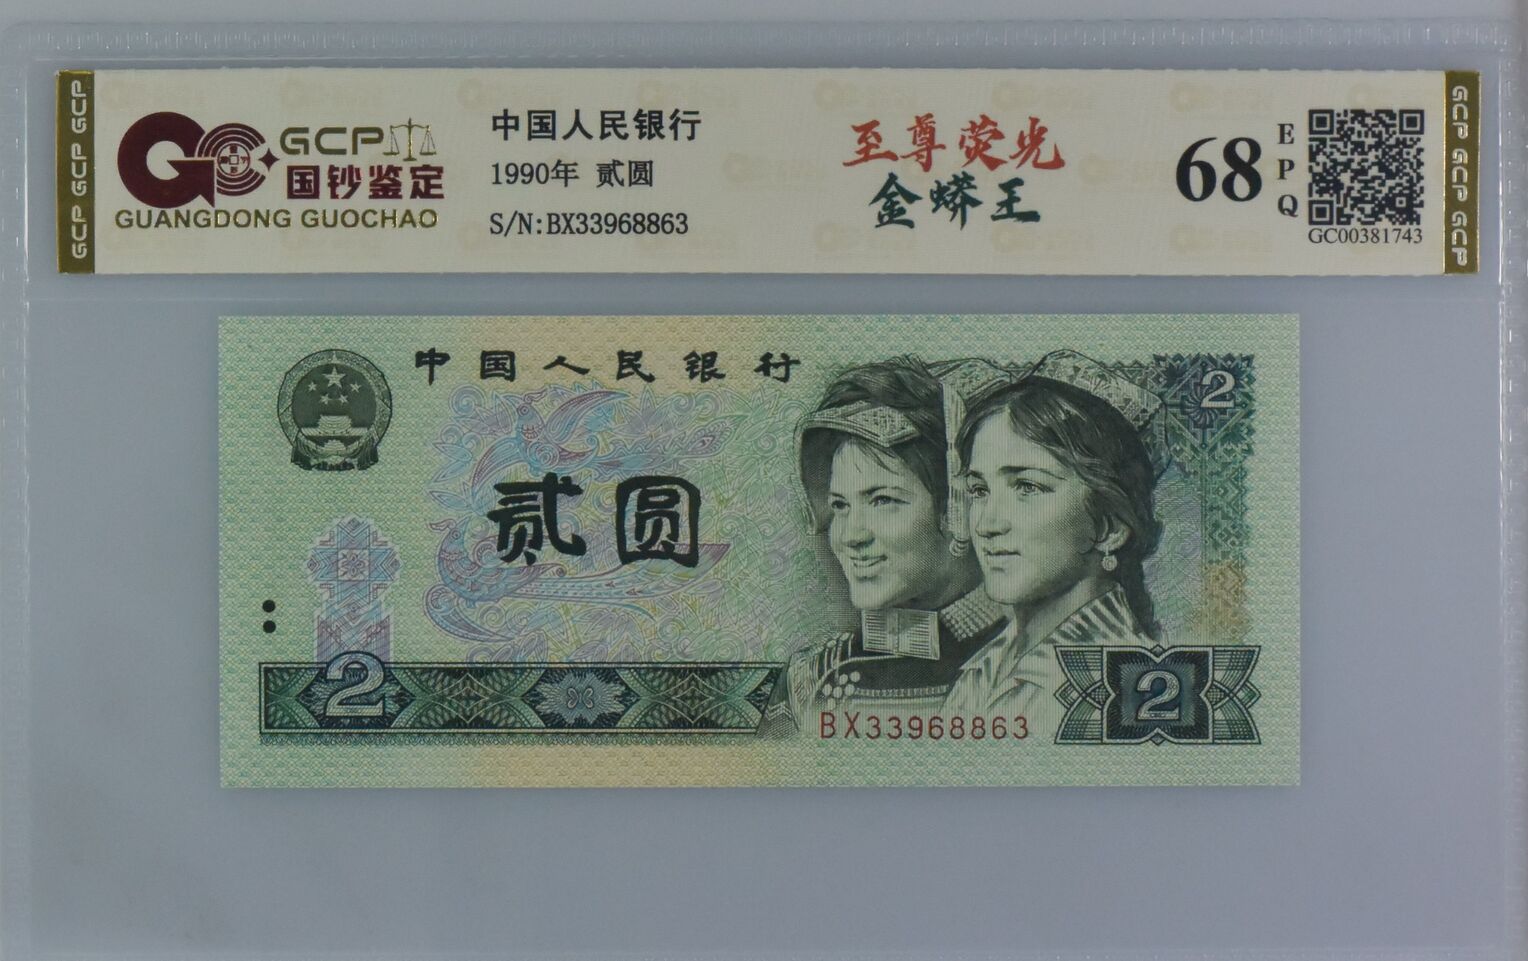 GCP GCP GCP
GCP
国钞鉴定
GUANGDONG GUOCHAO
中国人民银行
1990年 贰圆
S/N:BX33968863
至尊荧光
金蟒王
68
EPQ
GC00381743
GCP GCP GCP
中国人民银行
2
贰圆
2
BX33968863
2